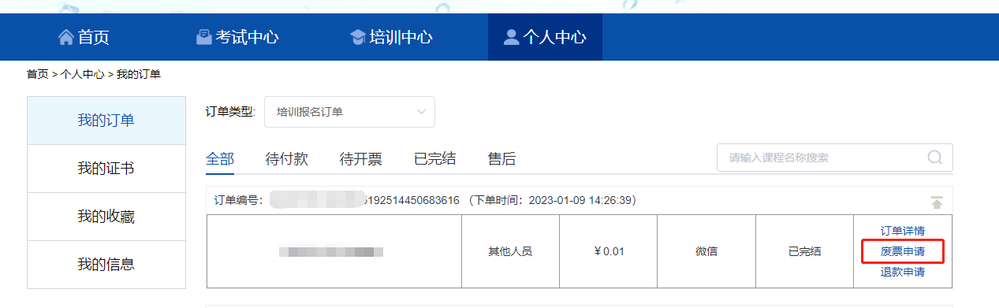 首页 考试中心 培训中心 个人中心
首页 > 个人中心 > 我的订单
我的订单
我的证书
我的收藏
我的信息
订单类型: 培训报名订单
全部 待付款 待开票 已完结 售后 请输入课程名称搜索
订单编号: 5192514450683616 （下单时间：2023-01-09 14:26:39）
其他人员 ￥0.01 微信 已完结
订单详情
废票申请
退款申请